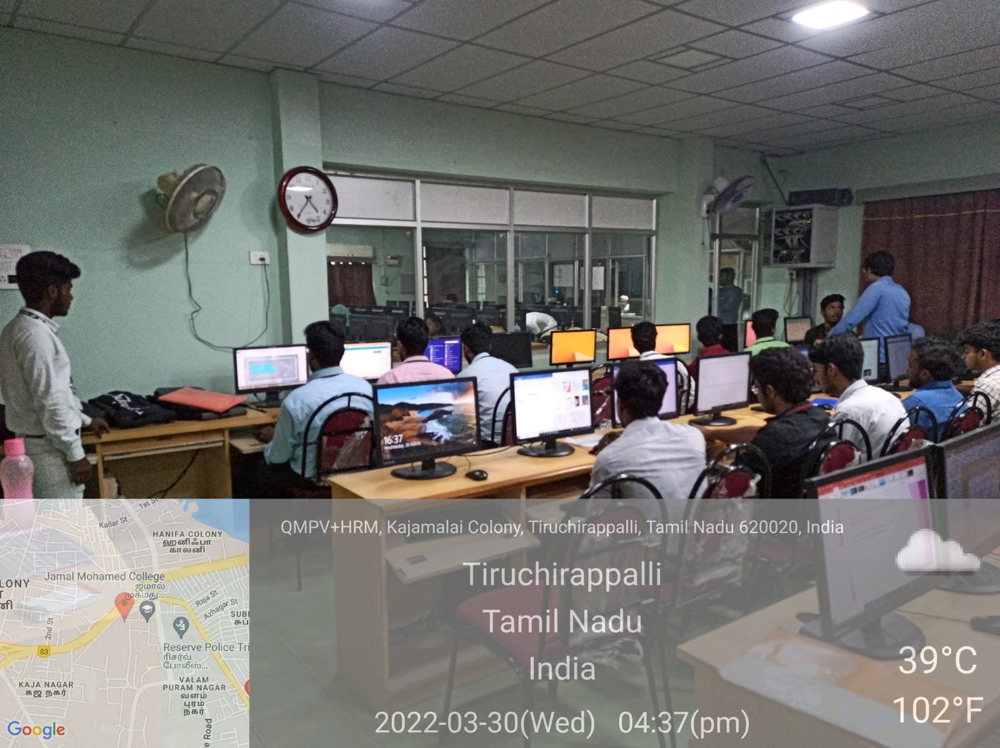 16:37
Wednesday, 30 March
QMPV+HRM, Kajamalai Colony, Tiruchirappalli, Tamil Nadu 620020, India
Tiruchirappalli
Tamil Nadu
India
2022-03-30(Wed) 04:37(pm)
39°C
102°F
1st St
Kallar St
HANIFA COLONY
ஹனிஃபா
காலனி
Jamal Mohamed College
ஜமால்
முகமது...
LONY
Raja St
Azhagar St
SUB
சுப்
2nd St
83
Reserve Police Tri
ரிசர்வ்
போலீஸ்...
KAJA NAGAR
கஜ நகர்
VALAM
PURAM NAGAR
வளம்
புரம்
நகர்
e Road
Google